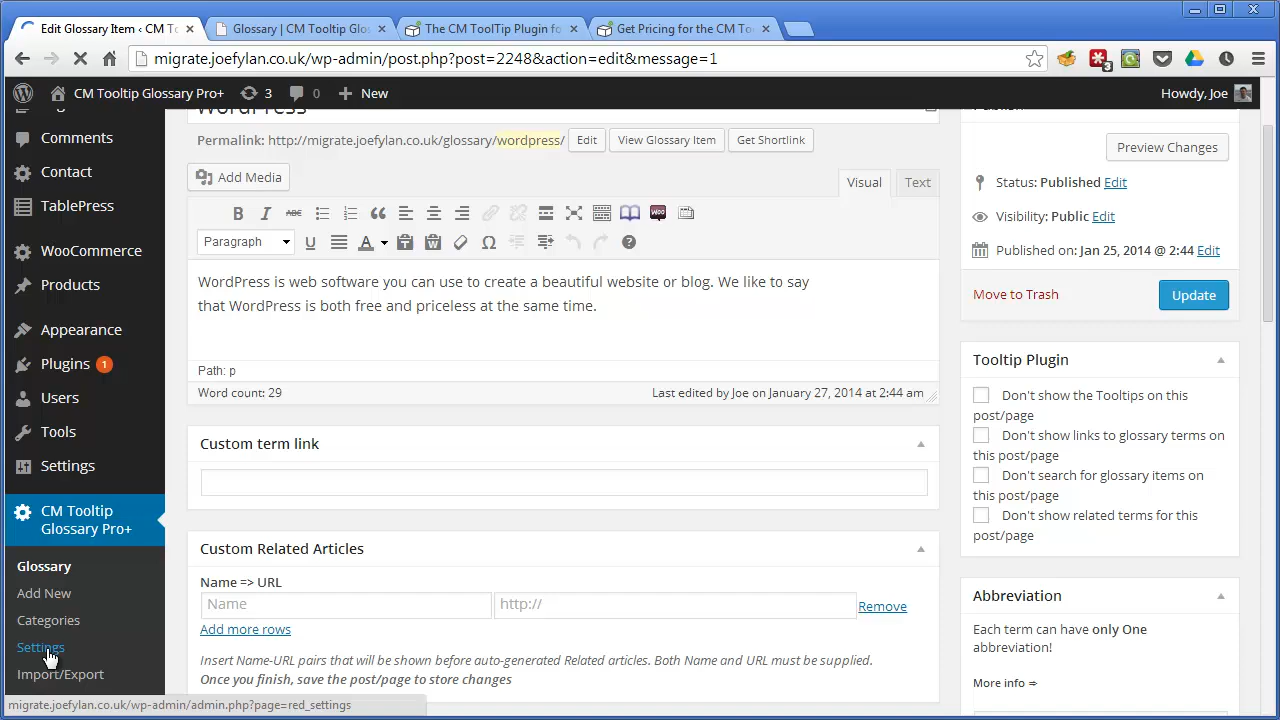 Edit Glossary Item ‹ CM To
Glossary | CM Tooltip Glos
The CM ToolTip Plugin fo
Get Pricing for the CM To
migrate.joefylan.co.uk/wp-admin/post.php?post=2248&action=edit&message=1
3
CM Tooltip Glossary Pro+
3
0
New
Howdy, Joe
Comments
Contact
TablePress
WooCommerce
Products
Appearance
Plugins 1
Users
Tools
Settings
CM Tooltip
Glossary Pro+
Glossary
Add New
Categories
Settings
Import/Export
migrate.joefylan.co.uk/wp-admin/admin.php?page=red_settings
WordPress
Permalink: http://migrate.joefylan.co.uk/glossary/wordpress/ Edit View Glossary Item Get Shortlink
Add Media
Visual Text
B I ABC
Paragraph U A Ω
WordPress is web software you can use to create a beautiful website or blog. We like to say
that WordPress is both free and priceless at the same time.
Path: p
Word count: 29
Last edited by Joe on January 27, 2014 at 2:44 am
Custom term link
Custom Related Articles
Name => URL
Name
http://
Remove
Add more rows
Insert Name-URL pairs that will be shown before auto-generated Related articles. Both Name and URL must be supplied.
Once you finish, save the post/page to store changes
Publish
Preview Changes
Status: Published Edit
Visibility: Public Edit
Published on: Jan 25, 2014 @ 2:44 Edit
Move to Trash
Update
Tooltip Plugin
Don't show the Tooltips on this
post/page
Don't show links to glossary terms on
this post/page
Don't search for glossary items on
this post/page
Don't show related terms for this
post/page
Abbreviation
Each term can have only One
abbreviation!
More info ⇨